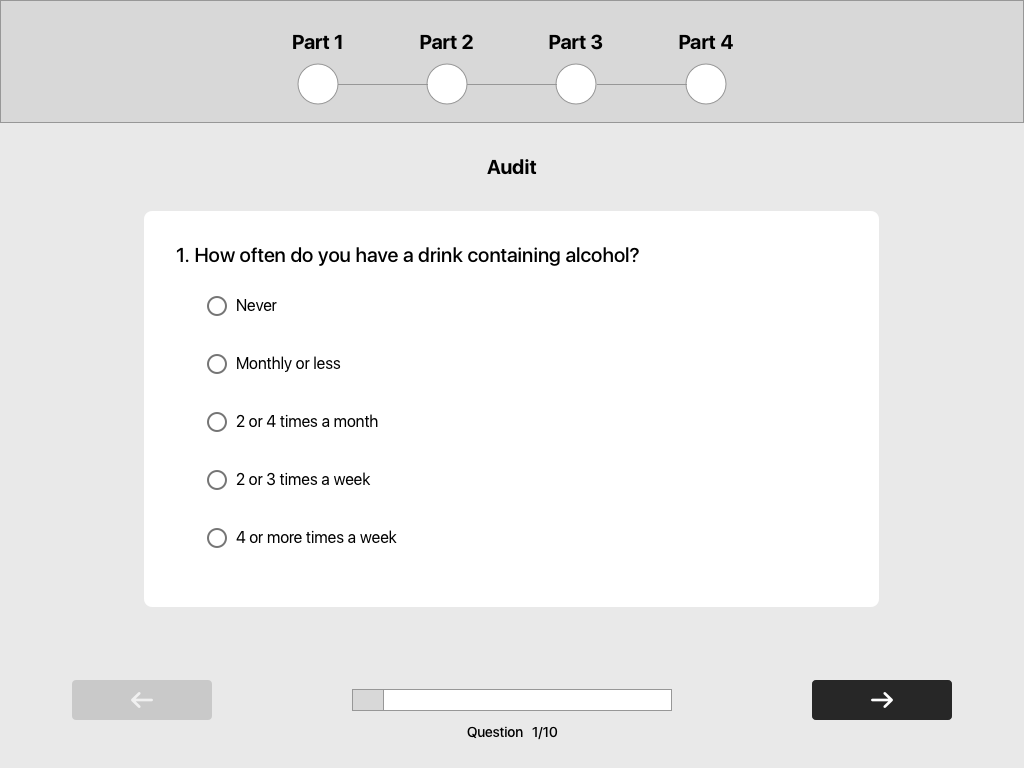 Part 1 Part 2 Part 3 Part 4
Audit
1. How often do you have a drink containing alcohol?
Never
Monthly or less
2 or 4 times a month
2 or 3 times a week
4 or more times a week
Question 1/10